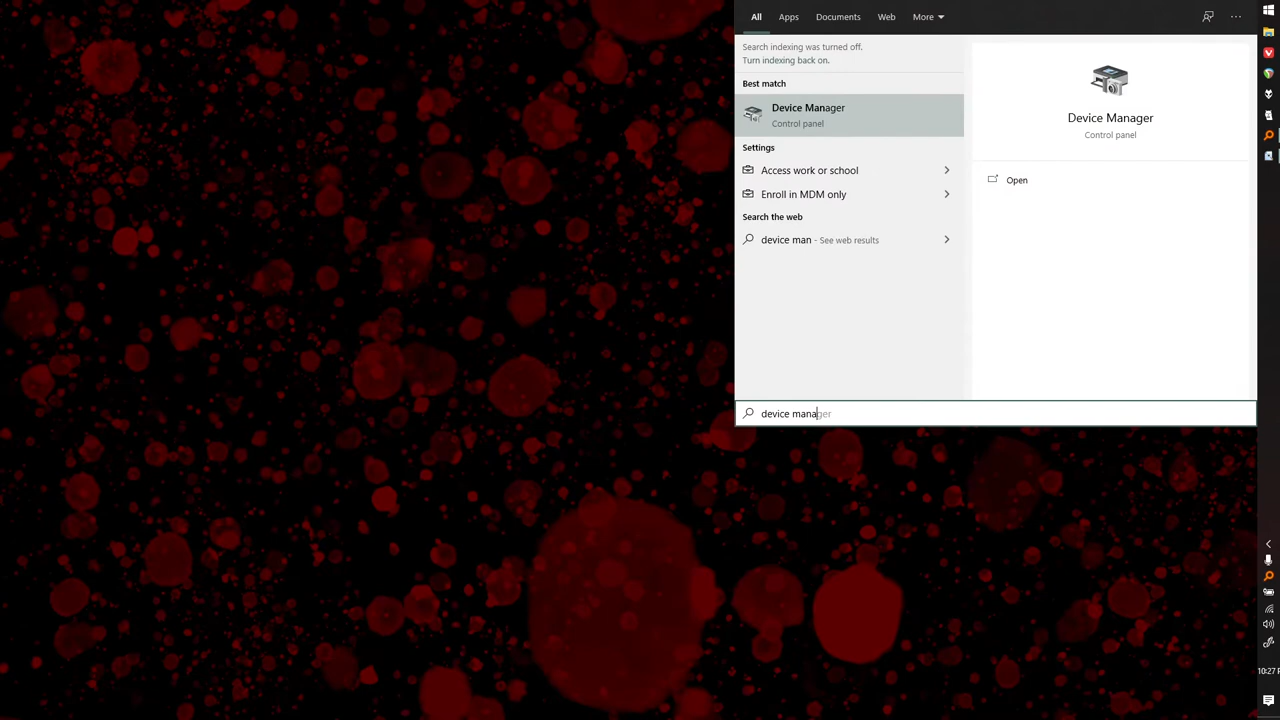 All Apps Documents Web More
Search indexing was turned off.
Turn indexing back on.
Best match
Device Manager
Control panel
Settings
Access work or school
Enroll in MDM only
Search the web
device man - See web results
Device Manager
Control panel
Open
device manager
10:27